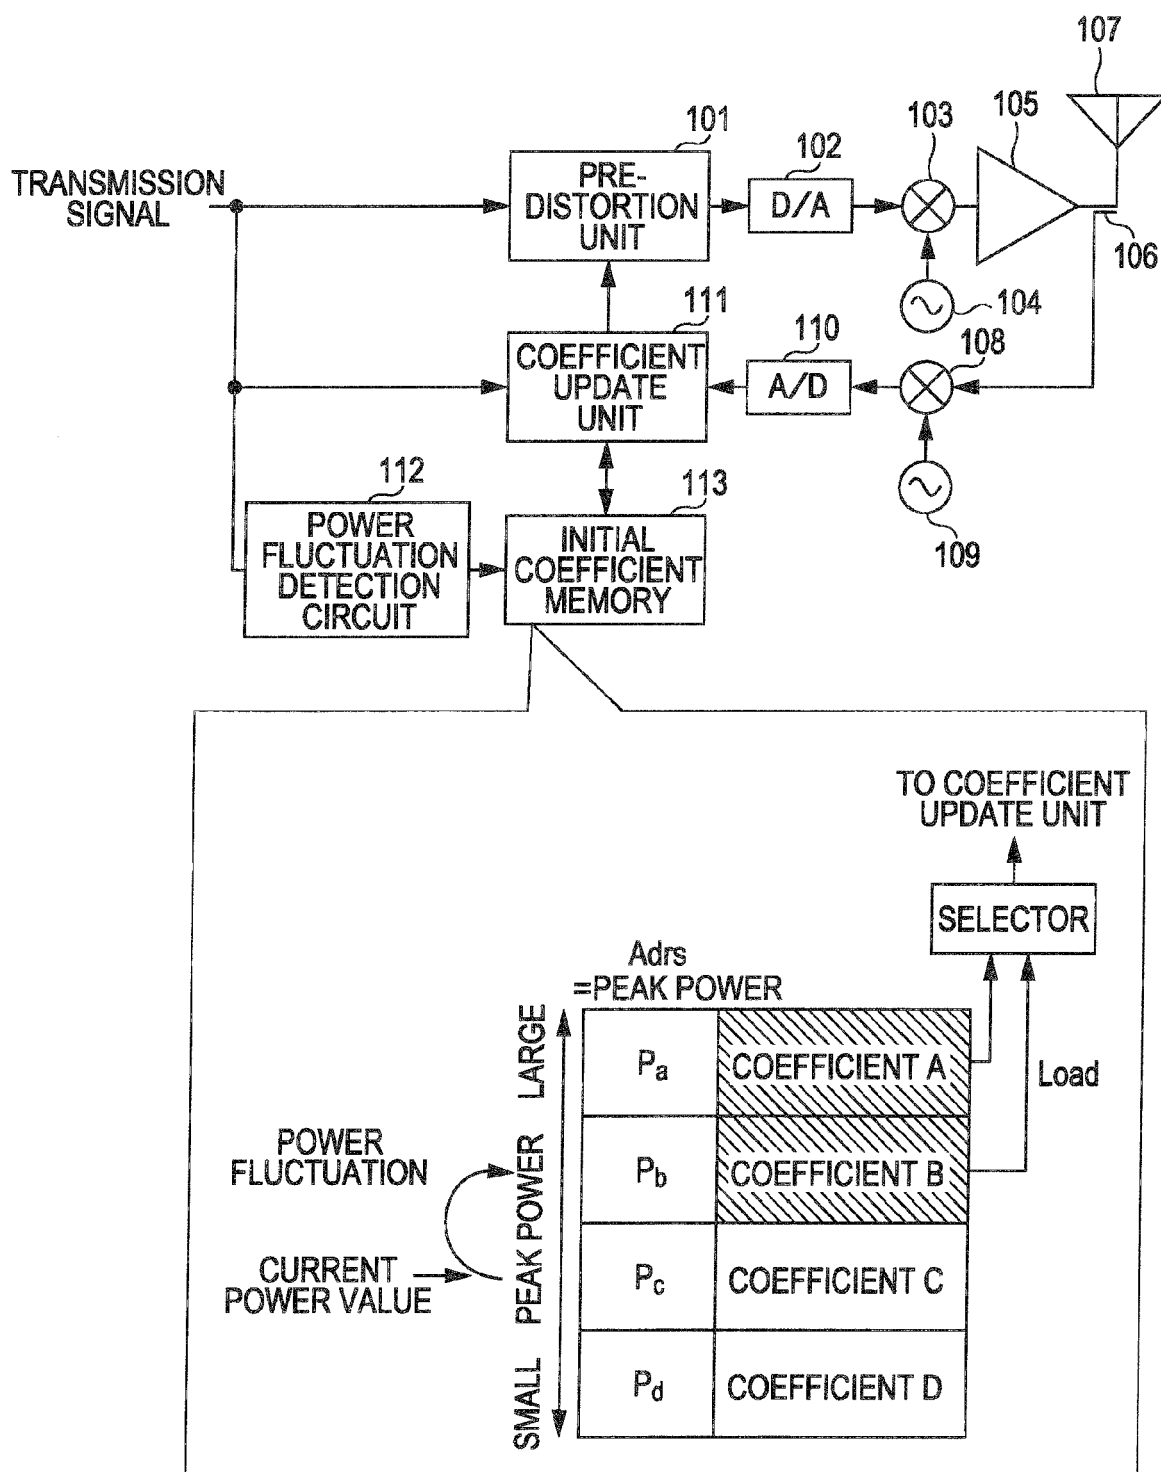 107
105
103
101
102
TRANSMISSION
SIGNAL
PRE-
DISTORTION
UNIT
D/A
106
104
111
110
108
COEFFICIENT
UPDATE
UNIT
A/D
112
113
109
POWER
FLUCTUATION
DETECTION
CIRCUIT
INITIAL
COEFFICIENT
MEMORY
TO COEFFICIENT
UPDATE UNIT
SELECTOR
Adrs
=PEAK POWER
LARGE
Pa
COEFFICIENT A
Load
POWER
FLUCTUATION
PEAK POWER
Pb
COEFFICIENT B
CURRENT
POWER VALUE
Pc
COEFFICIENT C
SMALL
Pd
COEFFICIENT D